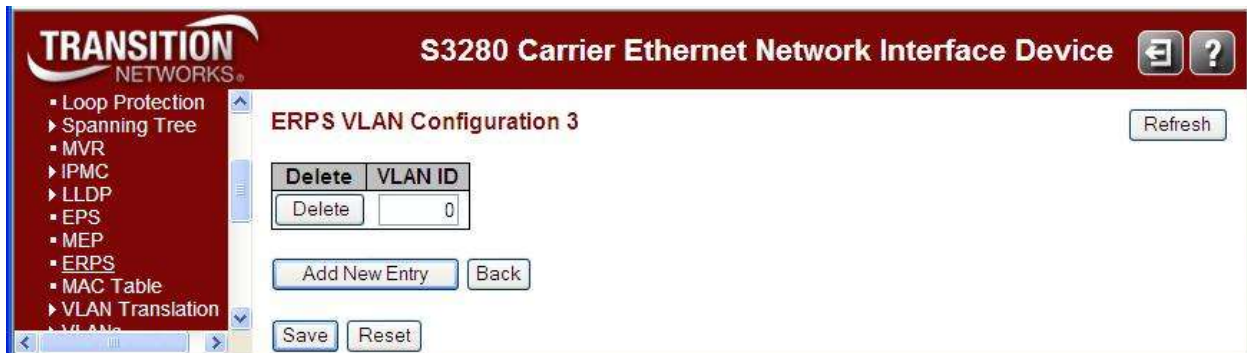 TRANSITION
NETWORKS®
S3280 Carrier Ethernet Network Interface Device
?
Loop Protection
Spanning Tree
MVR
IPMC
LLDP
EPS
MEP
ERPS
MAC Table
VLAN Translation
VLANs
ERPS VLAN Configuration 3
Refresh
Delete VLAN ID
Delete 0
Add New Entry Back
Save Reset